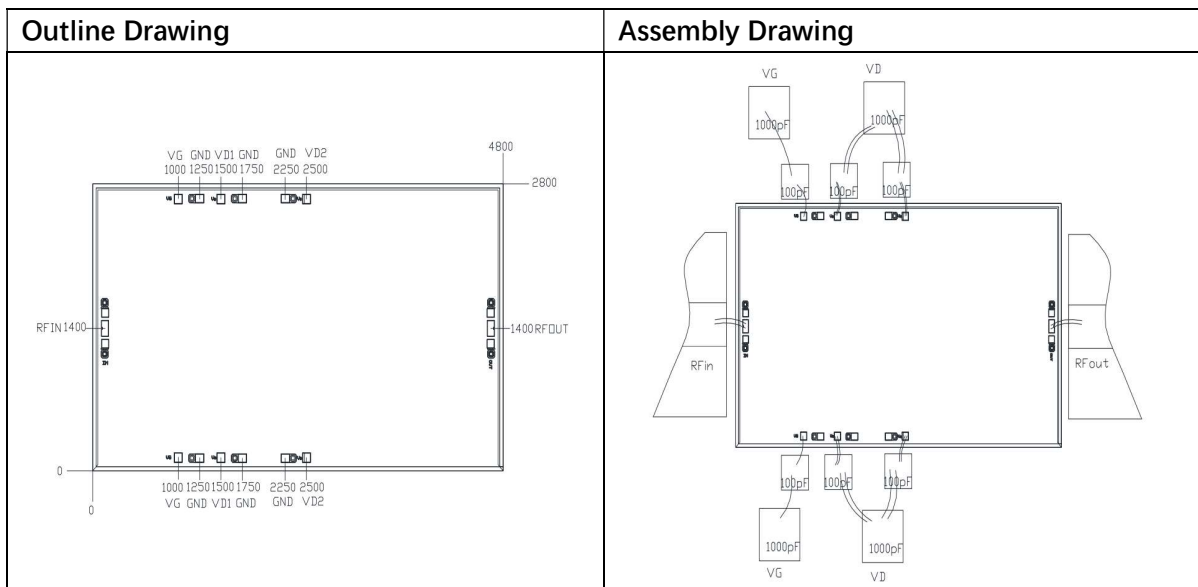 Outline Drawing
Assembly Drawing
VG GND VD1 GND GND VD2
1000 1250 1500 1750 2250 2500
4800
2800
RFIN 1400
1400 RFOUT
IN
OUT
0
0
1000 1250 1500 1750 2250 2500
VG GND VD1 GND GND VD2
VG
VD
1000pF
1000pF
100pF
100pF
100pF
RFin
RFout
100pF
100pF
100pF
1000pF
1000pF
VG
VD